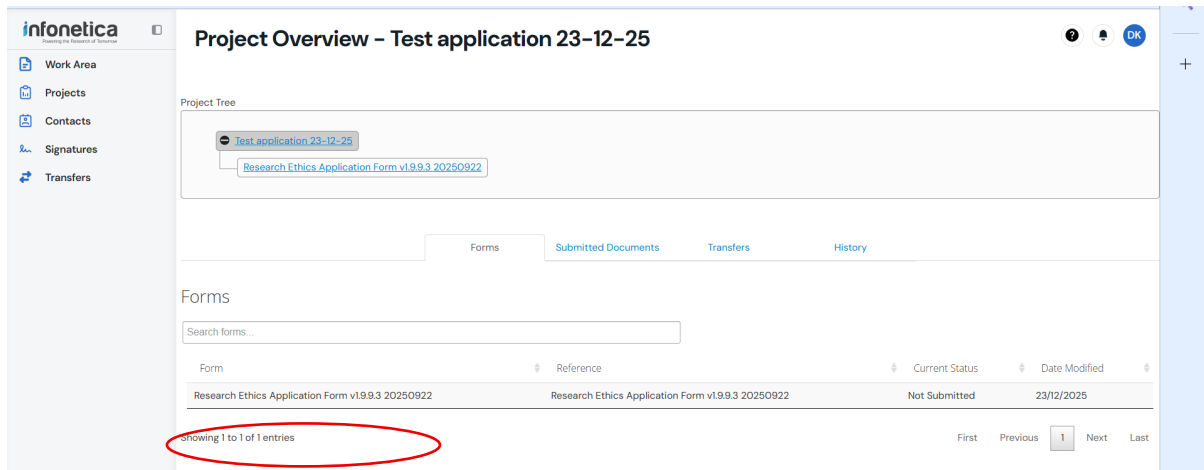 infonetica
Powering the Research of Tomorrow
Project Overview - Test application 23-12-25
?
DK
Work Area
Projects
Contacts
Signatures
Transfers
Project Tree
Test application 23-12-25
Research Ethics Application Form v1.9.9.3 20250922
Forms Submitted Documents Transfers History
Forms
Search forms...
Form Reference Current Status Date Modified
Research Ethics Application Form v1.9.9.3 20250922 Research Ethics Application Form v1.9.9.3 20250922 Not Submitted 23/12/2025
Showing 1 to 1 of 1 entries First Previous 1 Next Last